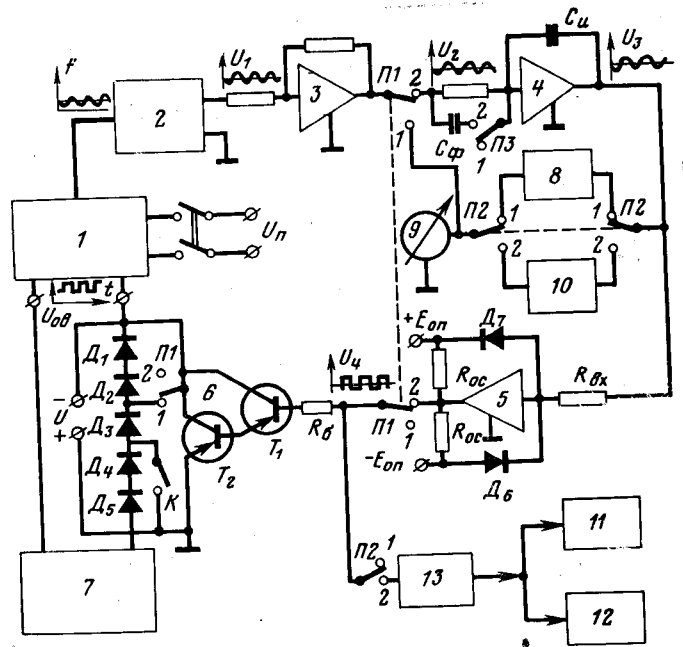 f
U₁
2
3
П1
2
1
U₂
Cф
2
1
П3
4
Cи
U₃
1
Uп
8
9
П2
1
2
1
2
П2
10
Uов
t
Д₁
Д₂
Д₃
Д₄
Д₅
2
П1
1
6
– U +
К
T₁
T₂
Rб
U₄
П1
2
1
+Eоп
Д₇
Rос
5
Rвх
Rос
–Eоп
Д₆
7
П2
1
2
13
11
12